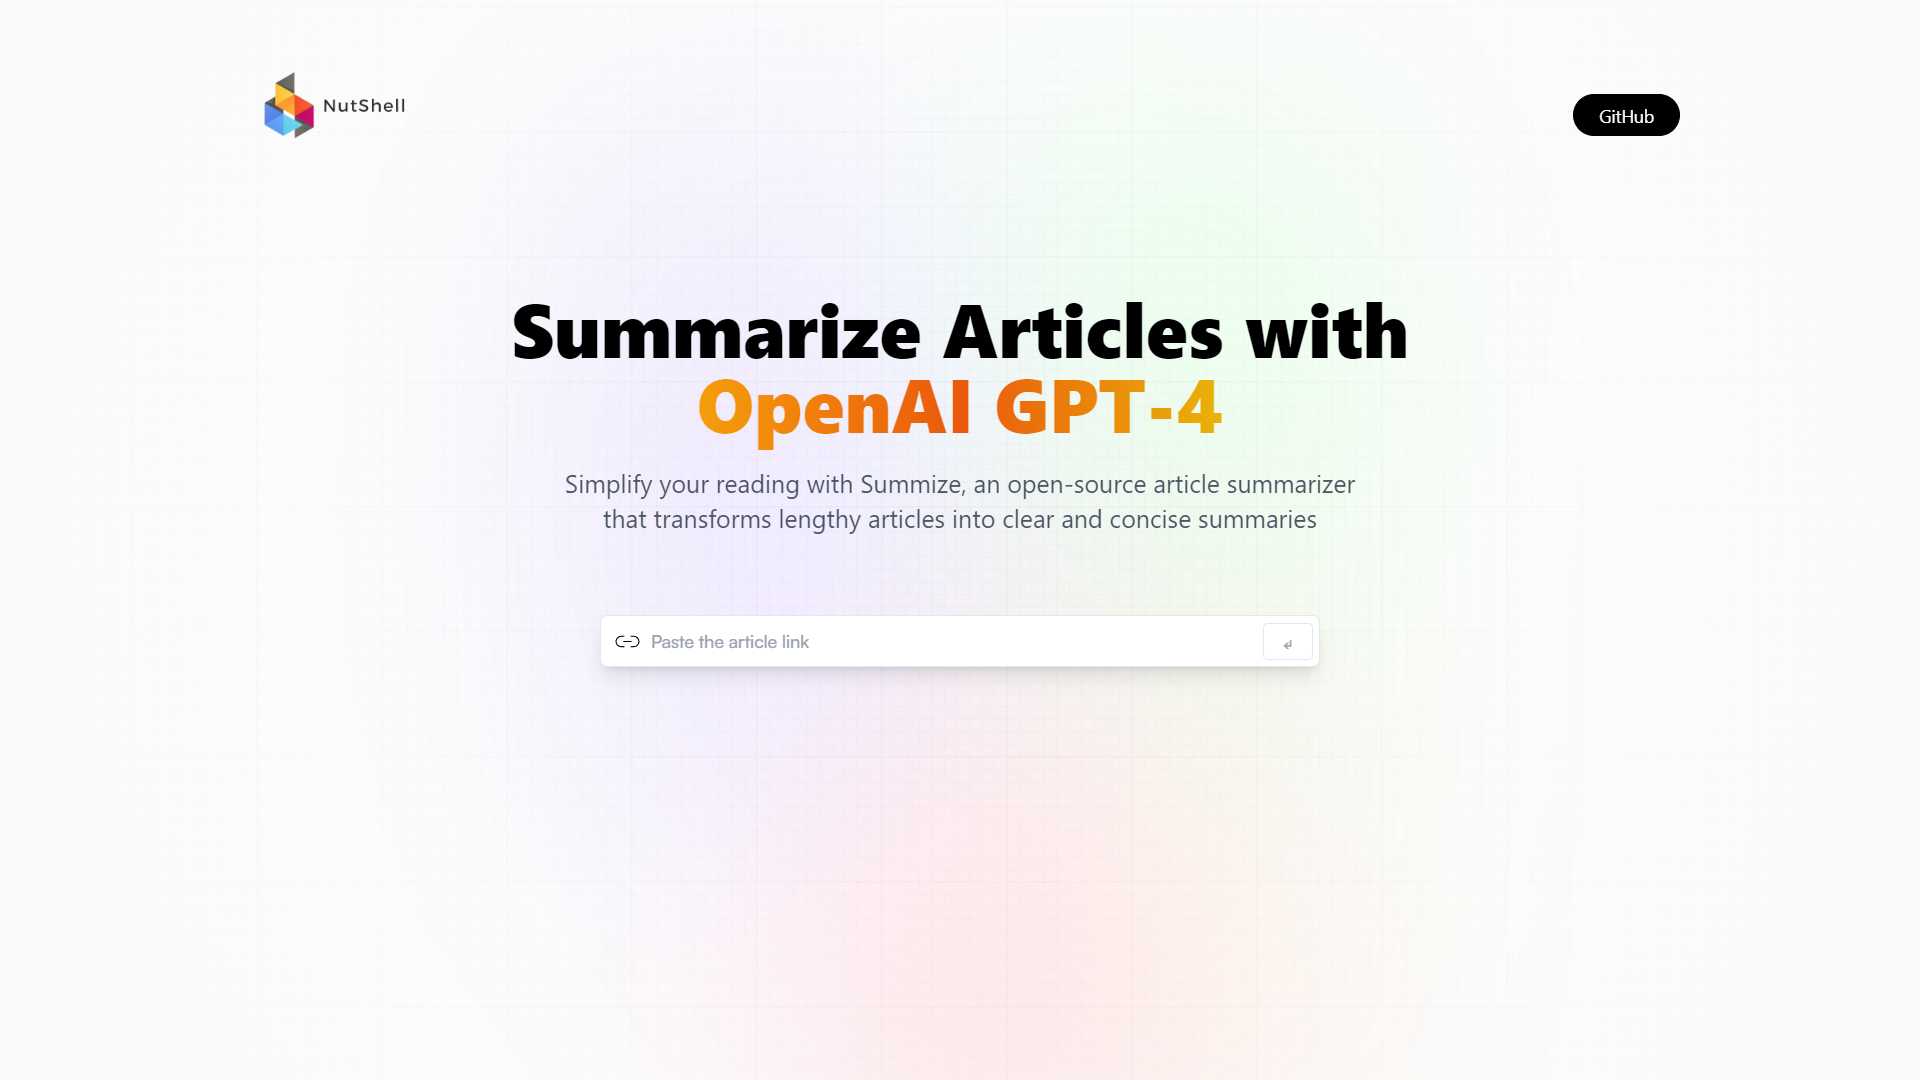 NutShell
GitHub
Summarize Articles with
OpenAI GPT-4
Simplify your reading with Summize, an open-source article summarizer
that transforms lengthy articles into clear and concise summaries
Paste the article link
↵